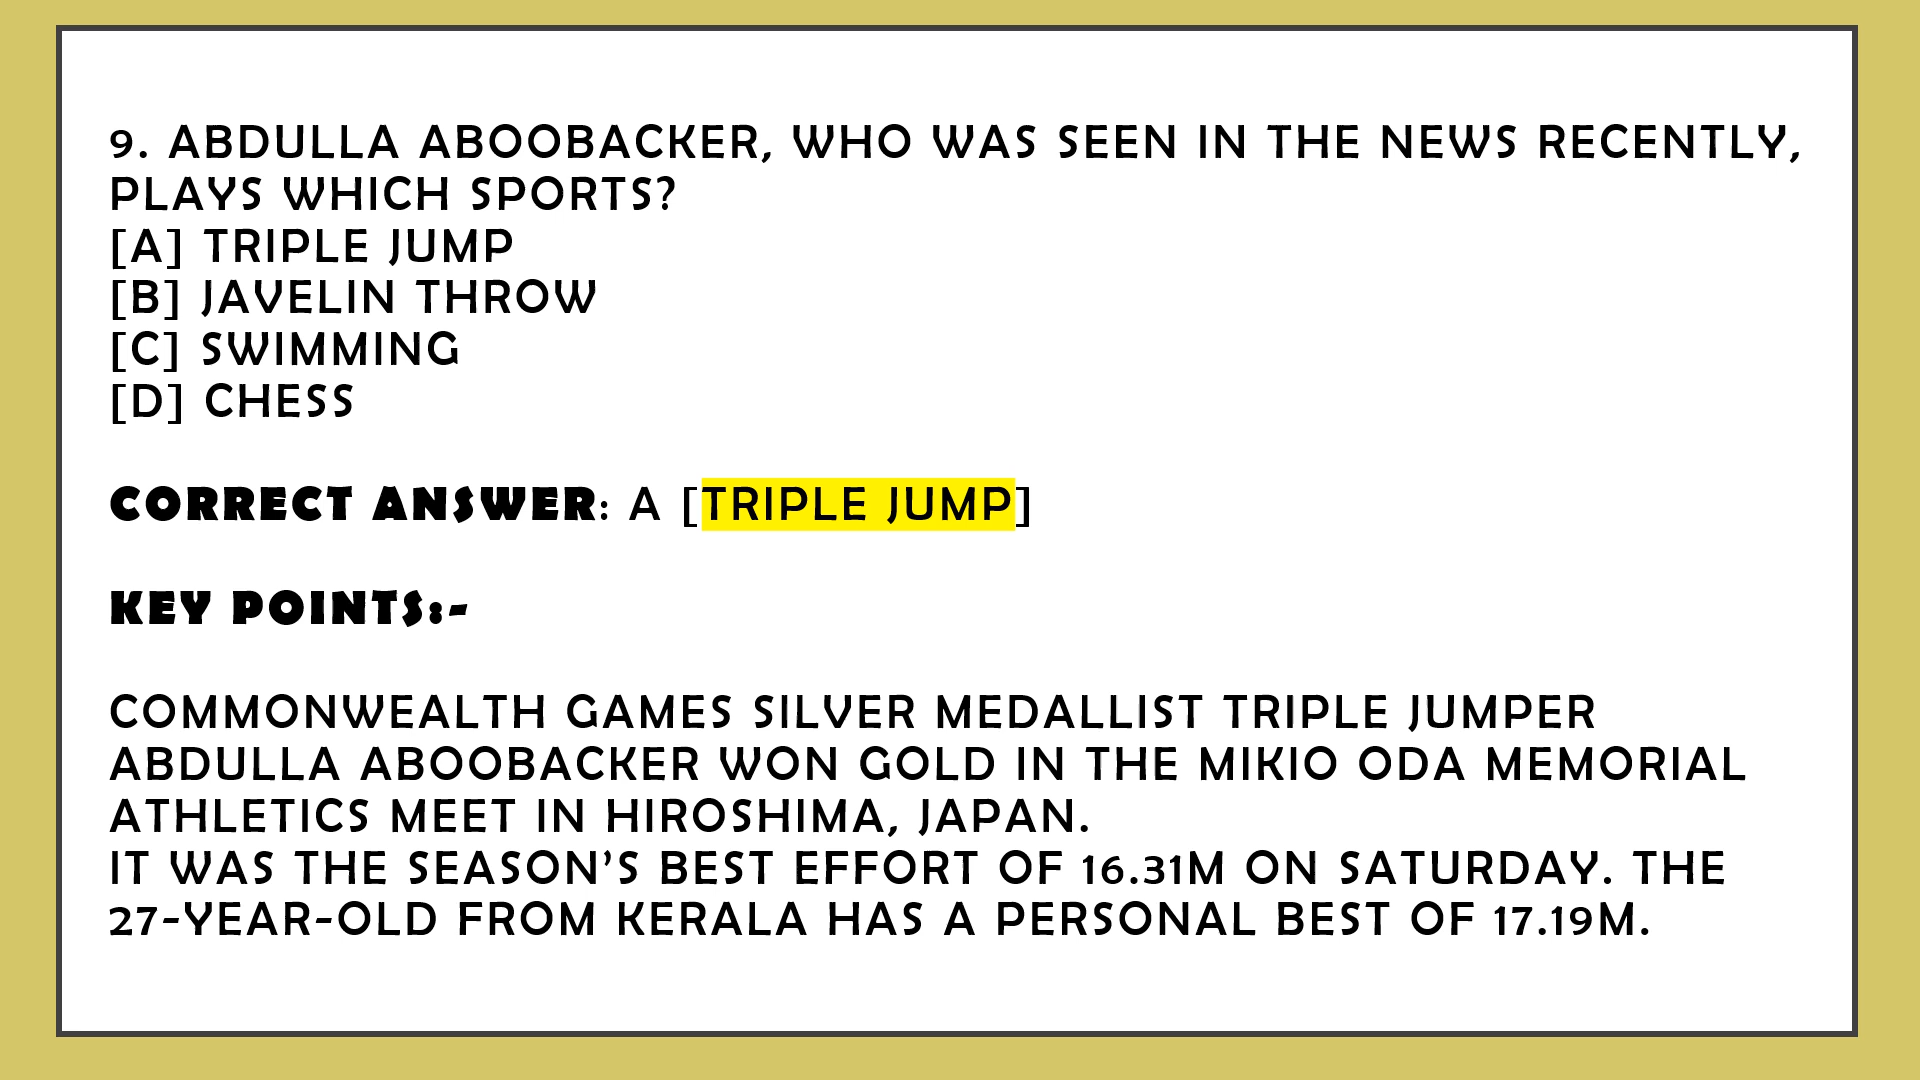 9. ABDULLA ABOOBACKER, WHO WAS SEEN IN THE NEWS RECENTLY,
PLAYS WHICH SPORTS?
[A] TRIPLE JUMP
[B] JAVELIN THROW
[C] SWIMMING
[D] CHESS
CORRECT ANSWER: A [TRIPLE JUMP]
KEY POINTS:-
COMMONWEALTH GAMES SILVER MEDALLIST TRIPLE JUMPER
ABDULLA ABOOBACKER WON GOLD IN THE MIKIO ODA MEMORIAL
ATHLETICS MEET IN HIROSHIMA, JAPAN.
IT WAS THE SEASON’S BEST EFFORT OF 16.31M ON SATURDAY. THE
27-YEAR-OLD FROM KERALA HAS A PERSONAL BEST OF 17.19M.